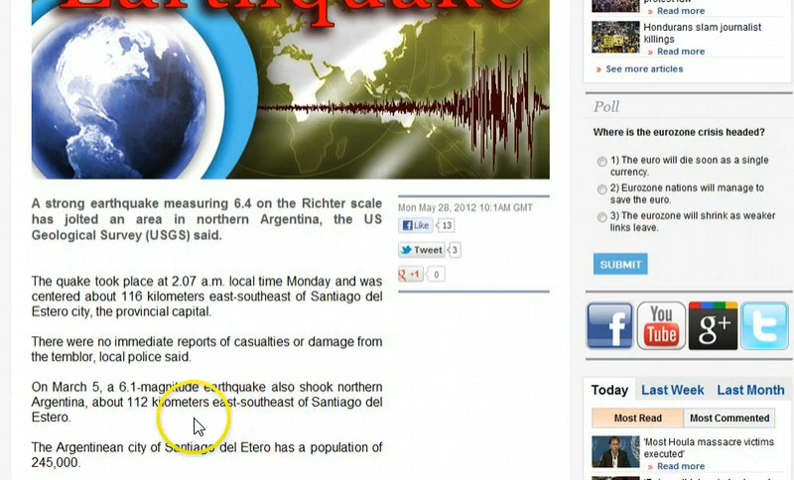 Earthquake
A strong earthquake measuring 6.4 on the Richter scale
has jolted an area in northern Argentina, the US
Geological Survey (USGS) said.
The quake took place at 2.07 a.m. local time Monday and was
centered about 116 kilometers east-southeast of Santiago del
Estero city, the provincial capital.
There were no immediate reports of casualties or damage from
the temblor, local police said.
On March 5, a 6.1-magnitude earthquake also shook northern
Argentina, about 112 kilometers east-southeast of Santiago del
Estero.
The Argentinean city of Santiago del Etero has a population of
245,000.
Mon May 28, 2012 10:1AM GMT
Like 13
Tweet 3
g +1 0
» Read more
Hondurans slam journalist
killings
» Read more
» See more articles
Poll
Where is the eurozone crisis headed?
1) The euro will die soon as a single
currency.
2) Eurozone nations will manage to
save the euro.
3) The eurozone will shrink as weaker
links leave.
SUBMIT
f
You
Tube
g+
t
Today Last Week Last Month
Most Read Most Commented
'Most Houla massacre victims
executed'
» Read more